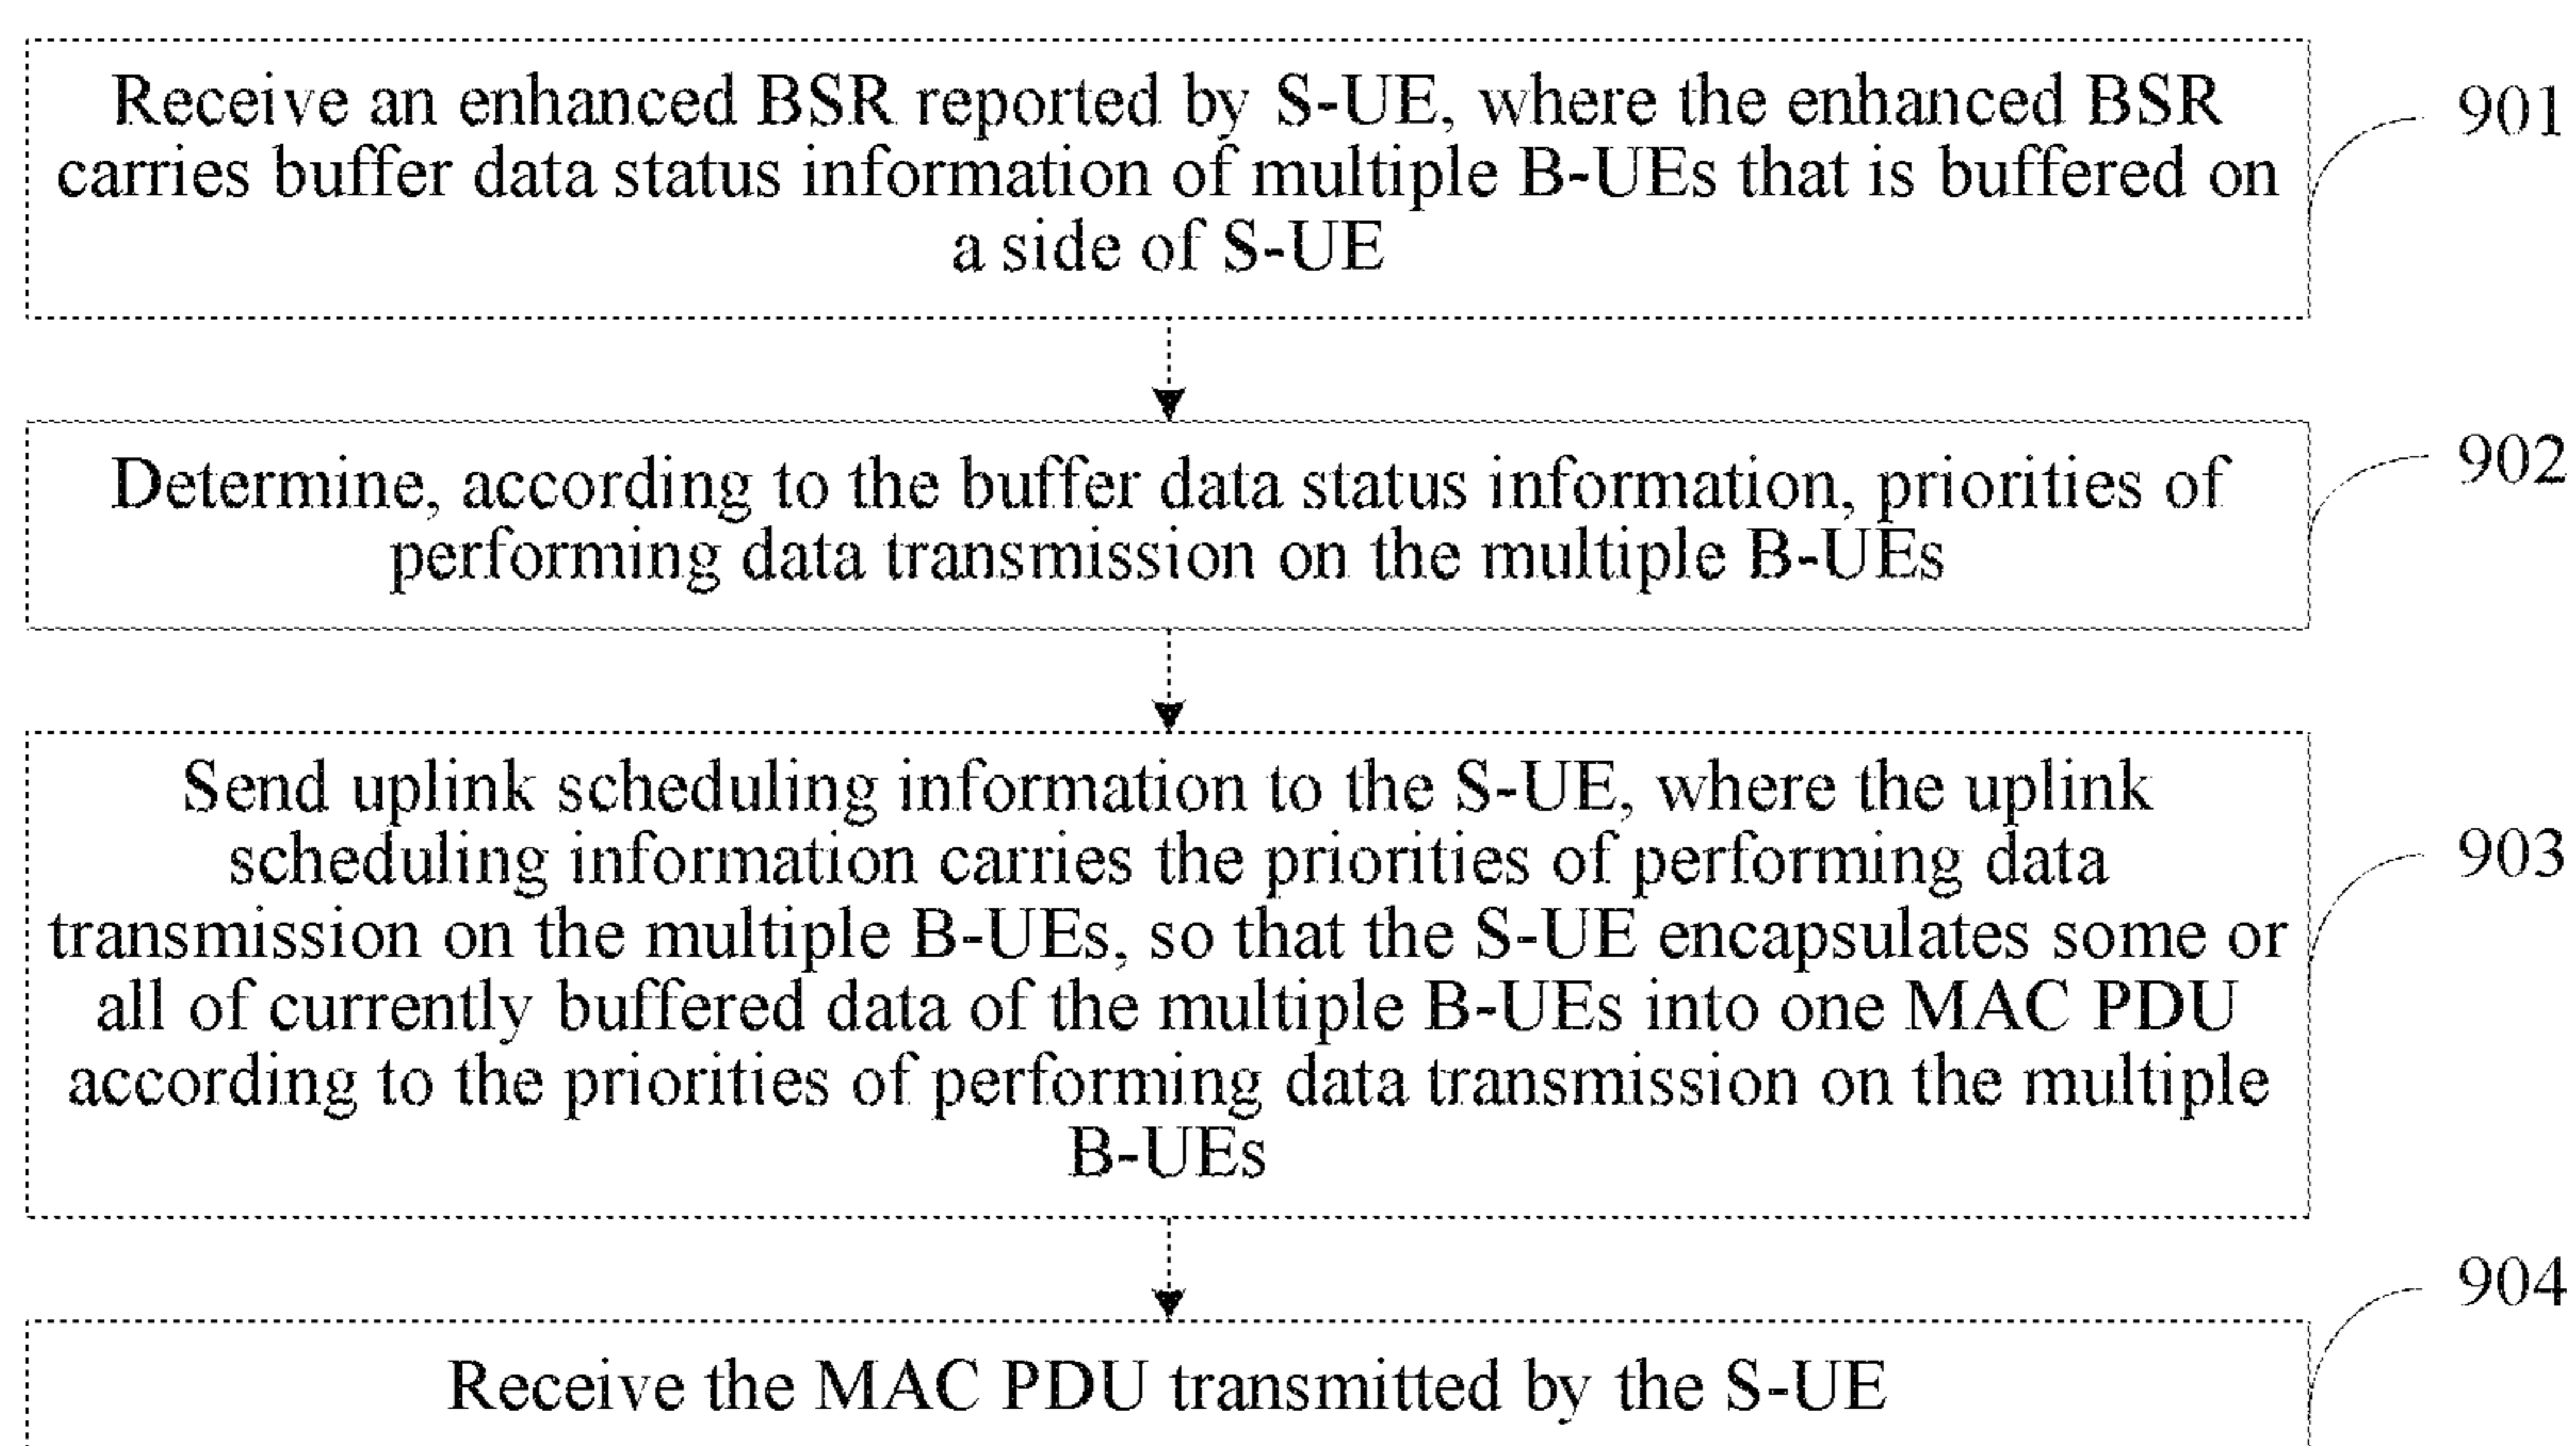 Receive an enhanced BSR reported by S-UE, where the enhanced BSR
carries buffer data status information of multiple B-UEs that is buffered on
a side of S-UE
901
Determine, according to the buffer data status information, priorities of
performing data transmission on the multiple B-UEs
902
Send uplink scheduling information to the S-UE, where the uplink
scheduling information carries the priorities of performing data
transmission on the multiple B-UEs, so that the S-UE encapsulates some or
all of currently buffered data of the multiple B-UEs into one MAC PDU
according to the priorities of performing data transmission on the multiple
B-UEs
903
Receive the MAC PDU transmitted by the S-UE
904